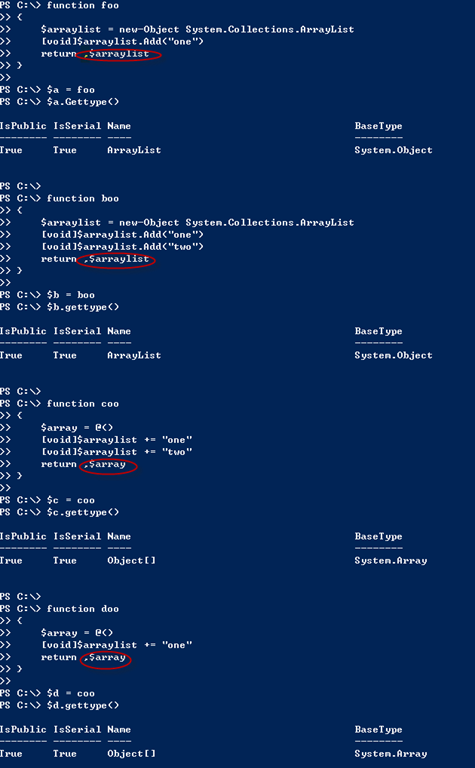 PS C:\> function foo
>> {
>>     $arraylist = new-Object System.Collections.ArrayList
>>     [void]$arraylist.Add("one")
>>     return ,$arraylist
>> }
>>
PS C:\> $a = foo
PS C:\> $a.Gettype()
IsPublic IsSerial Name                                     BaseType
-------- -------- ----                                     --------
True     True     ArrayList                                System.Object
PS C:\>
PS C:\> function boo
>> {
>>     $arraylist = new-Object System.Collections.ArrayList
>>     [void]$arraylist.Add("one")
>>     [void]$arraylist.Add("two")
>>     return ,$arraylist
>> }
>>
PS C:\> $b = boo
PS C:\> $b.gettype()
IsPublic IsSerial Name                                     BaseType
-------- -------- ----                                     --------
True     True     ArrayList                                System.Object
PS C:\>
PS C:\> function coo
>> {
>>     $array = @()
>>     [void]$arraylist += "one"
>>     [void]$arraylist += "two"
>>     return ,$array
>> }
>>
PS C:\> $c = coo
PS C:\> $c.gettype()
IsPublic IsSerial Name                                     BaseType
-------- -------- ----                                     --------
True     True     Object[]                                 System.Array
PS C:\>
PS C:\> function doo
>> {
>>     $array = @()
>>     [void]$arraylist += "one"
>>     return ,$array
>> }
>>
PS C:\> $d = coo
PS C:\> $d.gettype()
IsPublic IsSerial Name                                     BaseType
-------- -------- ----                                     --------
True     True     Object[]                                 System.Array